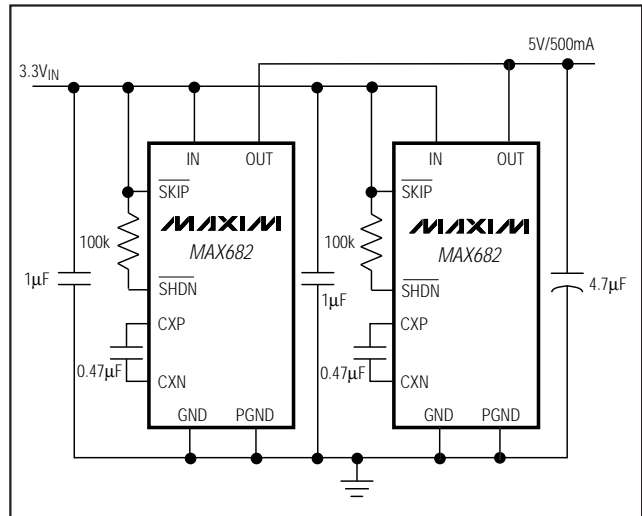 5V/500mA
3.3VIN
IN OUT
SKIP
MAXIM
MAX682
100k
SHDN
1µF
CXP
0.47µF
CXN
GND PGND
IN OUT
SKIP
MAXIM
MAX682
100k
SHDN
1µF
CXP
0.47µF
CXN
GND PGND
4.7µF